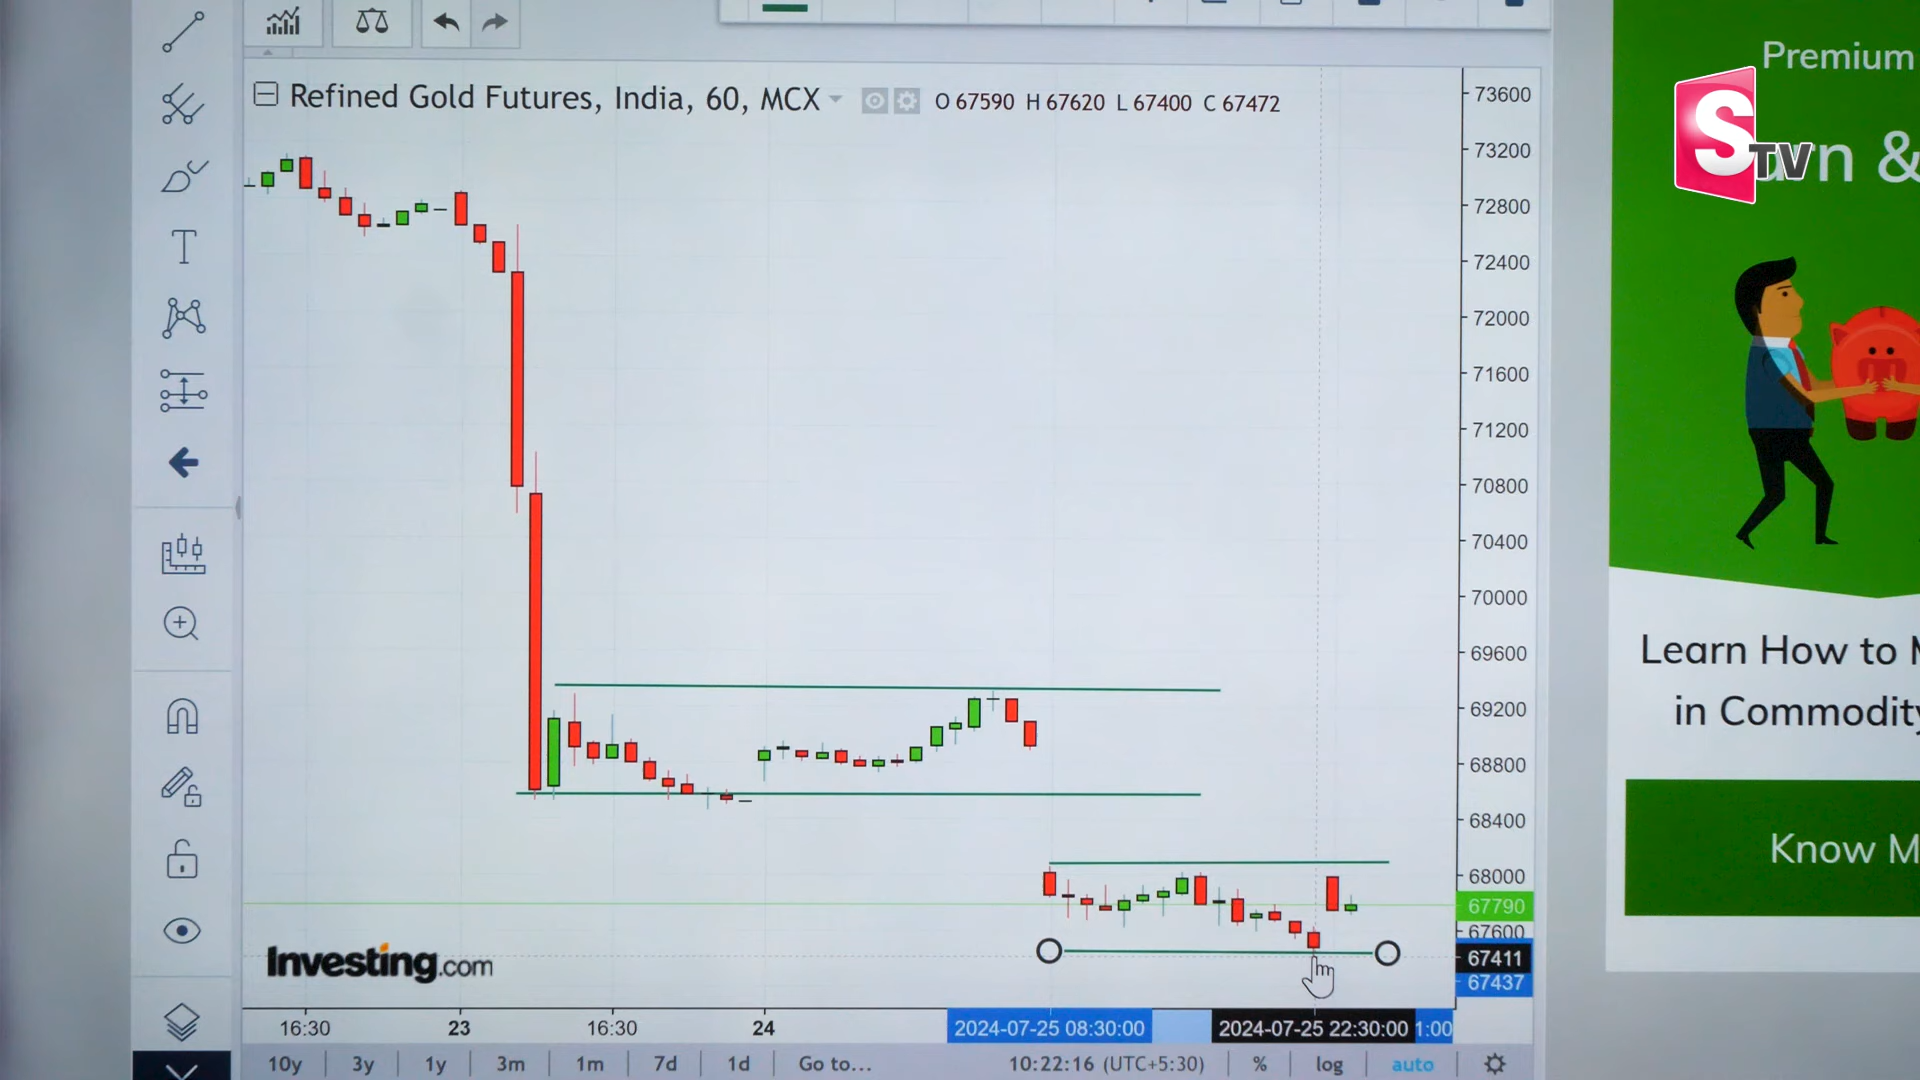 Refined Gold Futures, India, 60, MCX O 67590 H 67620 L 67400 C 67472
73600
73200
72800
72400
72000
71600
71200
70800
70400
70000
69600
69200
68800
68400
68000
67790
67600
67411
67437
Investing.com
16:30 23 16:30 24 2024-07-25 08:30:00 2024-07-25 22:30:00 1:00
10y 3y 1y 3m 1m 7d 1d Go to... 10:22:16 (UTC+5:30) % log auto
Premium
STV
&
Learn How to
in Commodity
Know